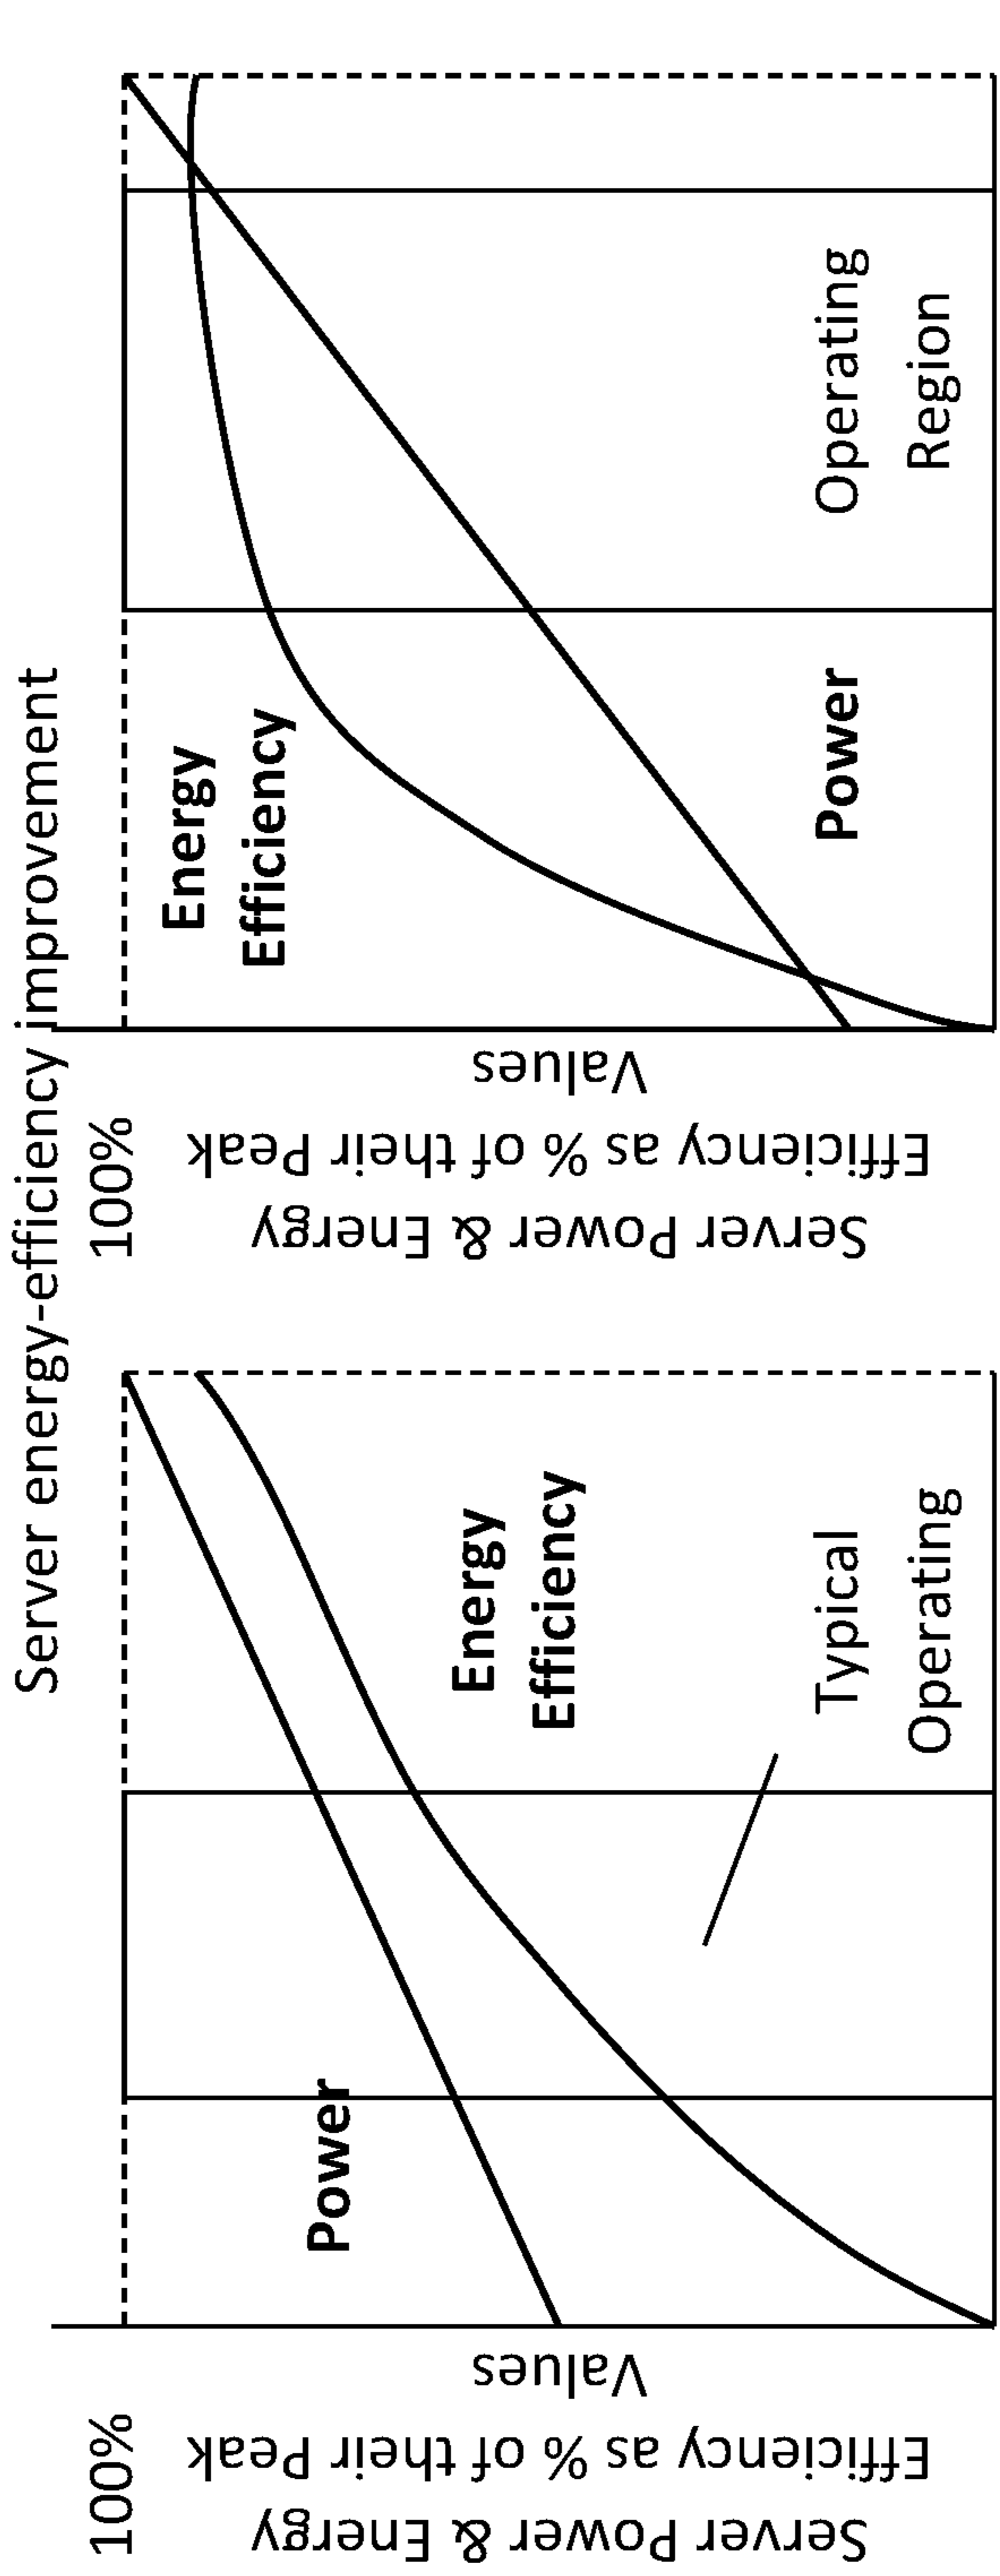 Server energy-efficiency improvement
100%
Server Power & Energy
Efficiency as % of their Peak
Values
Power
Energy
Efficiency
Typical
Operating
100%
Server Power & Energy
Efficiency as % of their Peak
Values
Energy
Efficiency
Power
Operating
Region